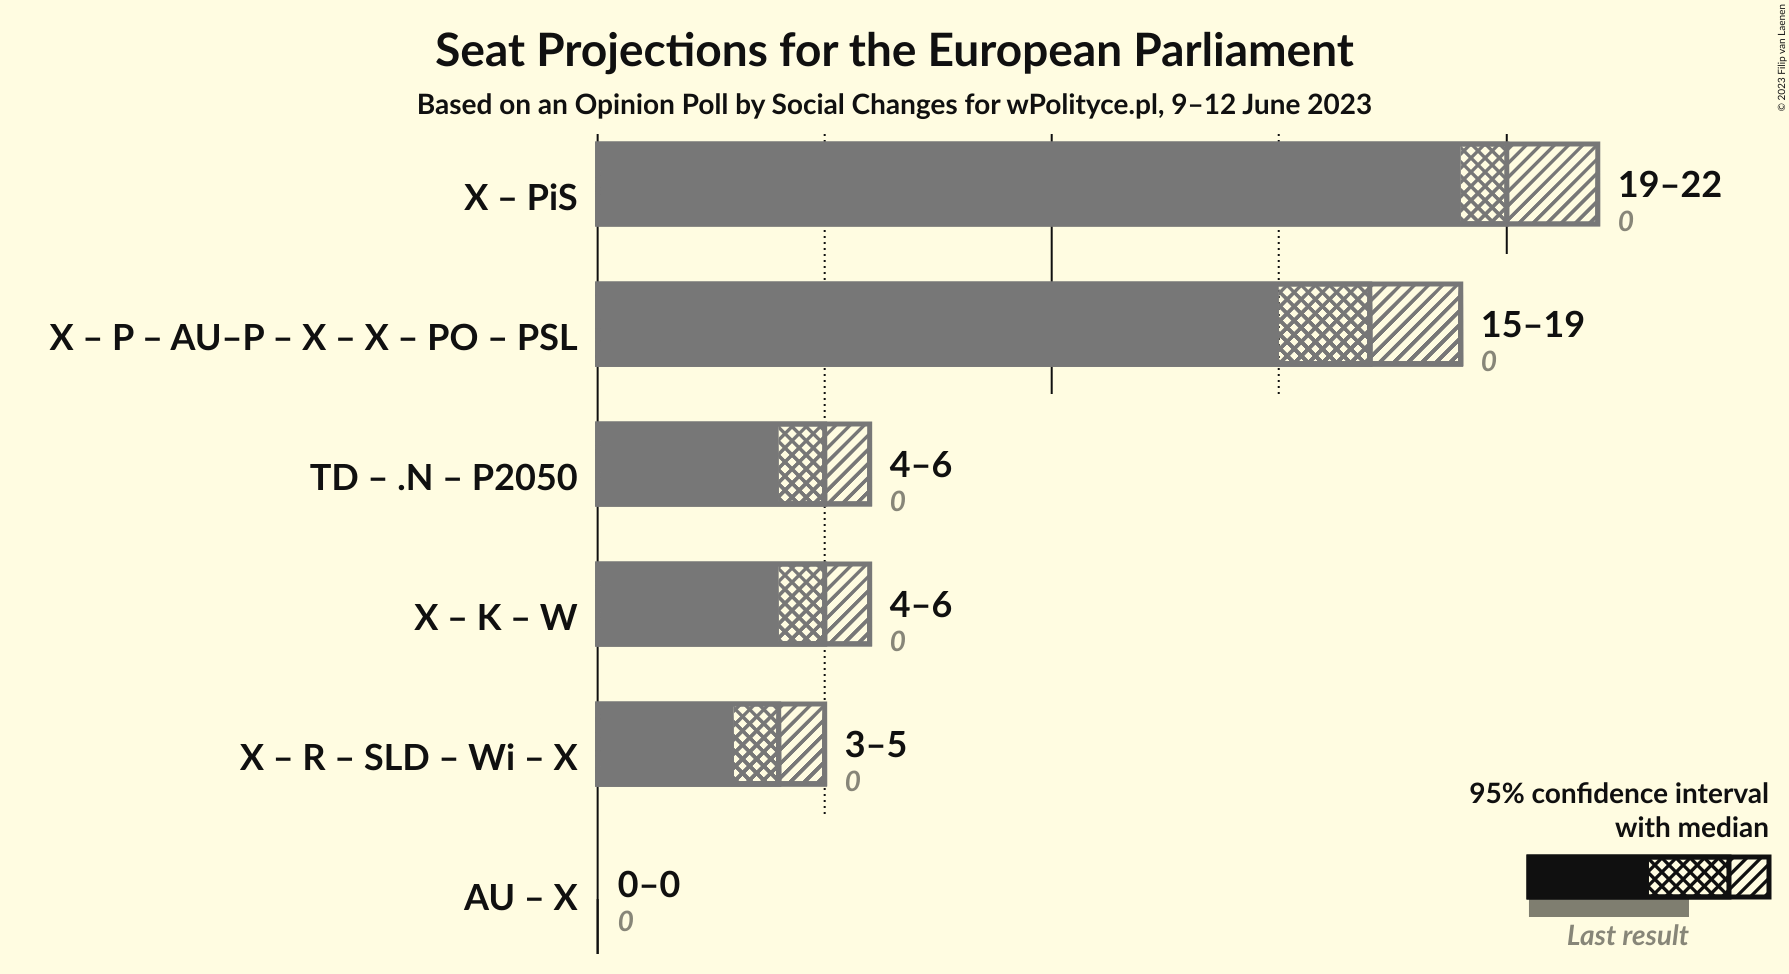 Seat Projections for the European Parliament
Based on an Opinion Poll by Social Changes for wPolityce.pl, 9–12 June 2023
© 2023 Filip van Laenen
X – PiS
19–22
0
X – P – AU–P – X – X – PO – PSL
15–19
0
TD – .N – P2050
4–6
0
X – K – W
4–6
0
X – R – SLD – Wi – X
3–5
0
AU – X
0–0
0
95% confidence interval
with median
Last result